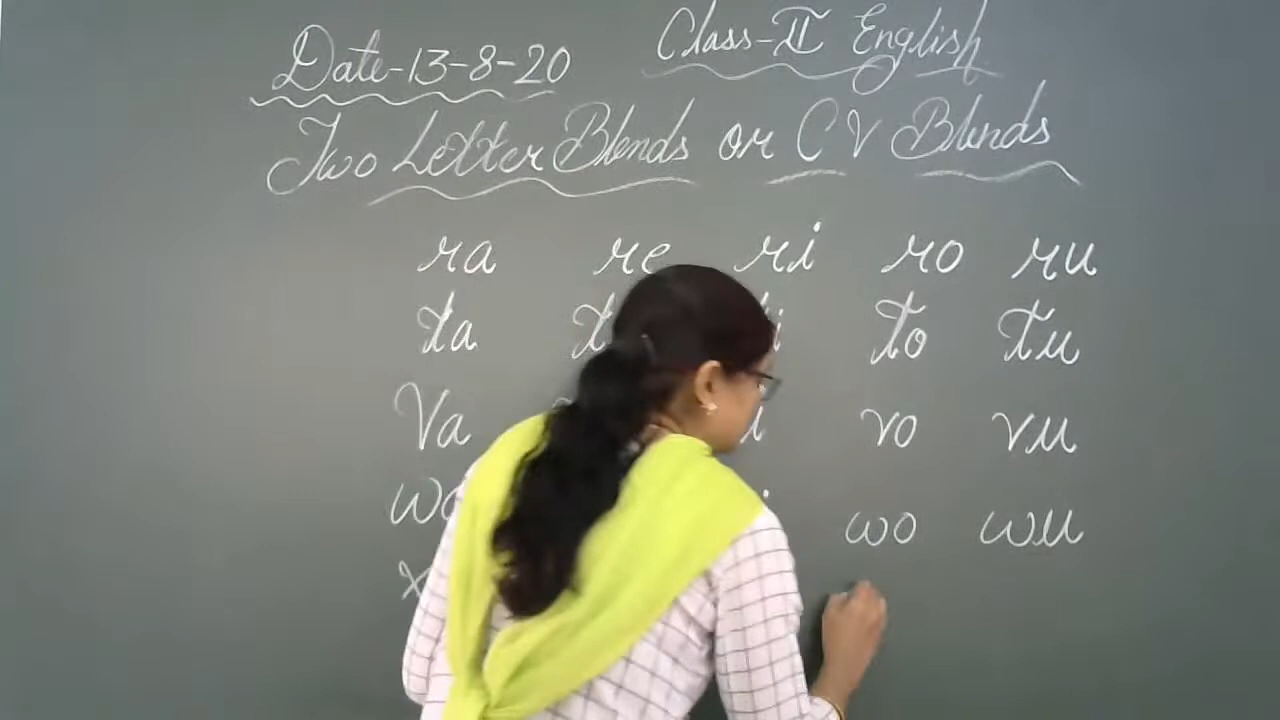 Date-13-8-20 Class-II English
Two Letter Blends or CV Blends
ra re ri ro ru
ta to tu
Va vo vu
wo wu